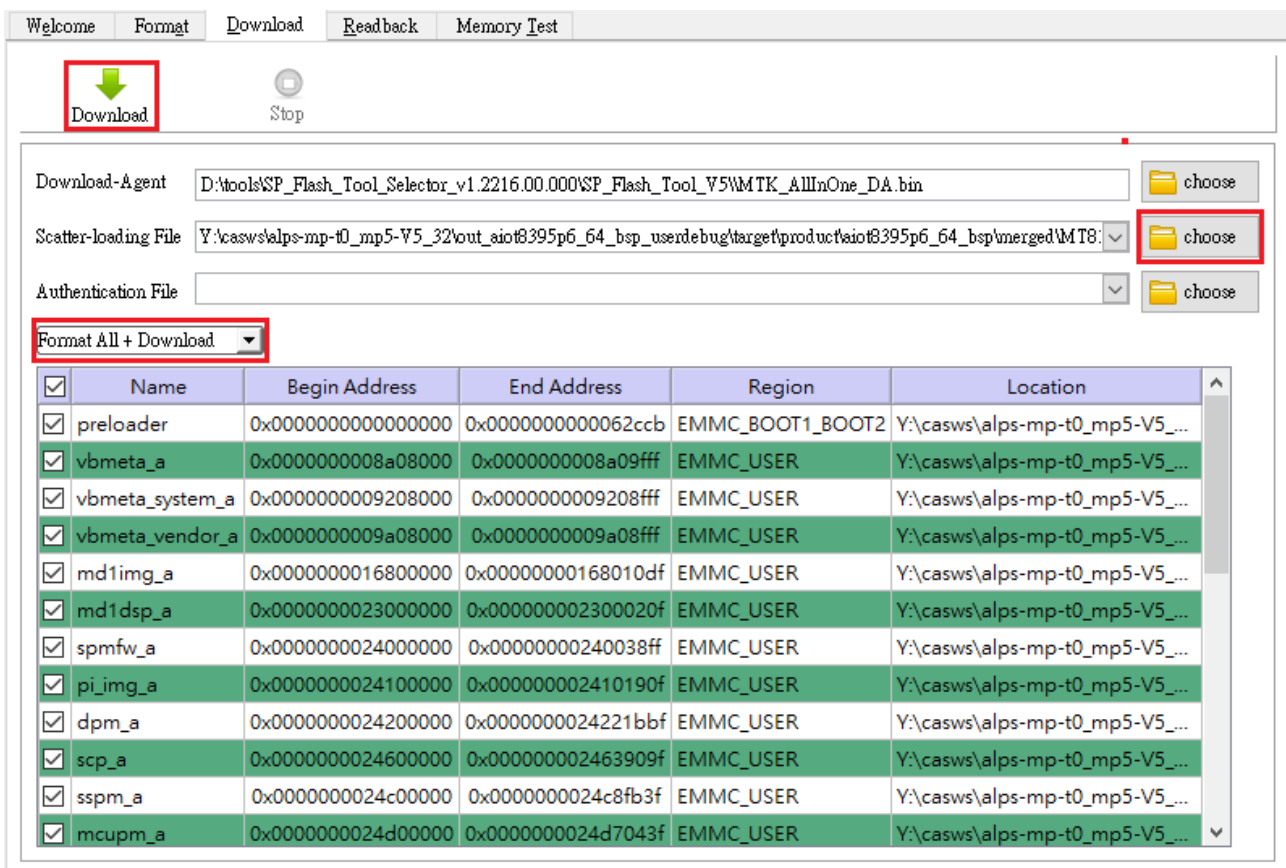 Welcome Format Download Readback Memory Test
Download Stop
Download-Agent D:\tools\SP_Flash_Tool_Selector_v1.2216.00.000\SP_Flash_Tool_V5\\MTK_AllInOne_DA.bin choose
Scatter-loading File Y:\casws\alps-mp-t0_mp5-V5_32\out_aiot8395p6_64_bsp_userdebug\target\product\aiot8395p6_64_bsp\merged\MT8 choose
Authentication File choose
Format All + Download
Name Begin Address End Address Region Location
preloader 0x0000000000000000 0x0000000000062ccb EMMC_BOOT1_BOOT2 Y:\casws\alps-mp-t0_mp5-V5_...
vbmeta_a 0x0000000008a08000 0x0000000008a09fff EMMC_USER Y:\casws\alps-mp-t0_mp5-V5_...
vbmeta_system_a 0x0000000009208000 0x0000000009208fff EMMC_USER Y:\casws\alps-mp-t0_mp5-V5_...
vbmeta_vendor_a 0x0000000009a08000 0x0000000009a08fff EMMC_USER Y:\casws\alps-mp-t0_mp5-V5_...
md1img_a 0x0000000016800000 0x00000000168010df EMMC_USER Y:\casws\alps-mp-t0_mp5-V5_...
md1dsp_a 0x0000000023000000 0x000000002300020f EMMC_USER Y:\casws\alps-mp-t0_mp5-V5_...
spmfw_a 0x0000000024000000 0x00000000240038ff EMMC_USER Y:\casws\alps-mp-t0_mp5-V5_...
pi_img_a 0x0000000024100000 0x000000002410190f EMMC_USER Y:\casws\alps-mp-t0_mp5-V5_...
dpm_a 0x0000000024200000 0x0000000024221bbf EMMC_USER Y:\casws\alps-mp-t0_mp5-V5_...
scp_a 0x0000000024600000 0x000000002463909f EMMC_USER Y:\casws\alps-mp-t0_mp5-V5_...
sspm_a 0x0000000024c00000 0x0000000024c8fb3f EMMC_USER Y:\casws\alps-mp-t0_mp5-V5_...
mcupm_a 0x0000000024d00000 0x0000000024d7043f EMMC_USER Y:\casws\alps-mp-t0_mp5-V5_...